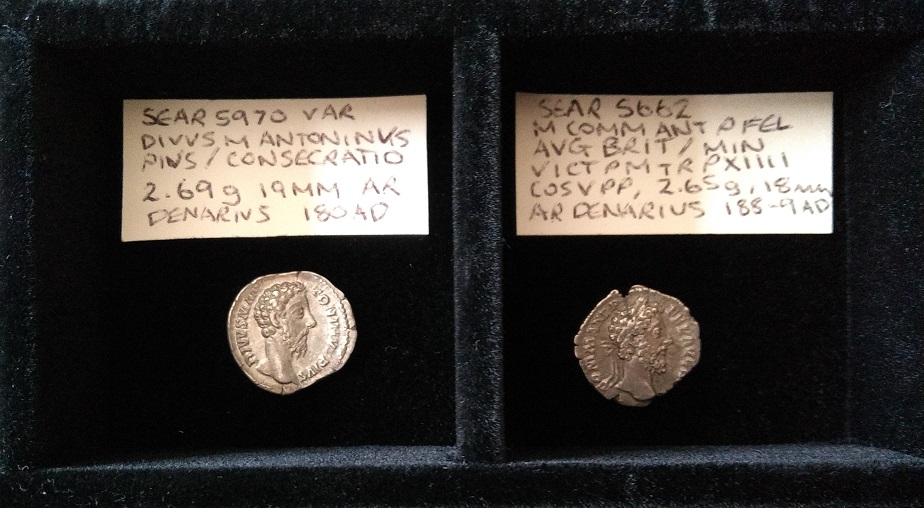 SEAR 5970 VAR
DIVVS M ANTONINVS
PIVS / CONSECRATIO
2.69g 19MM AR
DENARIUS 180AD
SEAR 5662
M COMM ANT P FEL
AVG BRIT / MIN
VICT PM TR P XIIII
COS V PP, 2.65g, 18mm
AR DENARIUS 188-9AD